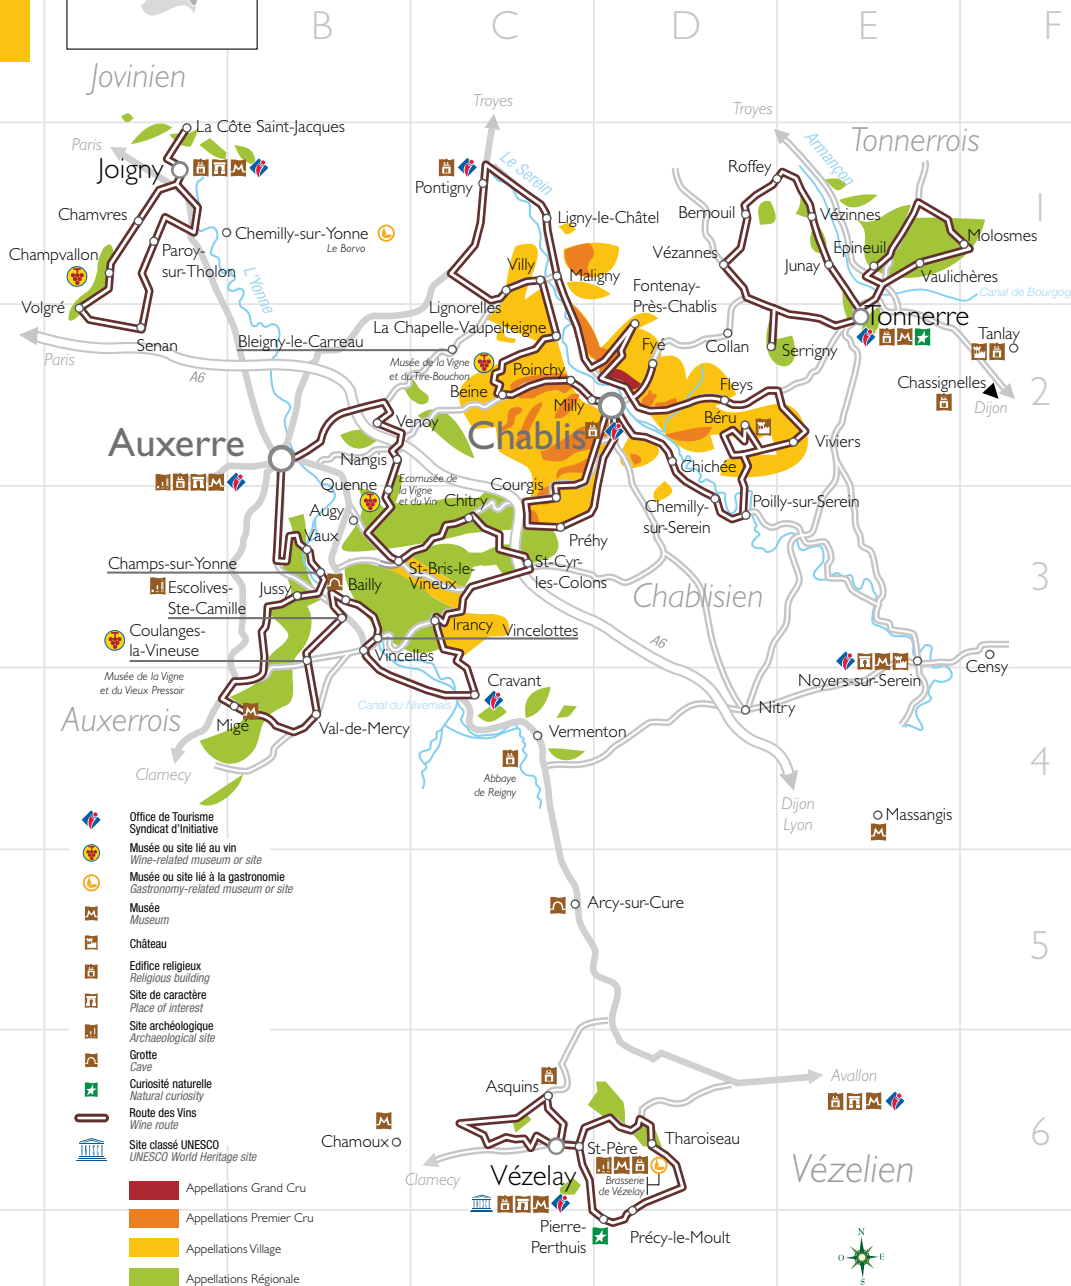 B
C
D
E
F
Jovinien
Troyes
Troyes
La Côte Saint-Jacques
Paris
Joigny
Le Serein
Armançon
Tonnerrois
Pontigny
Roffey
1
Chamvres
Ligny-le-Châtel
Bernouil
Vézinnes
Chemilly-sur-Yonne
Le Borvo
Molosmes
Champvallon
Paroy-
sur-Tholon
Villy
Maligny
Vézannes
Epineuil
Junay
Vaulichères
L'Yonne
Fontenay-
Près-Chablis
Canal de Bourgog
Volgré
Lignorelles
Tonnerre
La Chapelle-Vaupelteigne
Senan
Bleigny-le-Carreau
Fyé
Collan
Serrigny
Tanlay
Paris
A6
Musée de la Vigne
et du Tire-Bouchon
Poinchy
Beine
Fleys
Chassignelles
2
Dijon
Milly
Béru
Auxerre
Venoy
Chablis
Viviers
Nangis
Chichée
Quenne
Ecomusée de
la Vigne
et du Vin
Courgis
Chitry
Augy
Chemilly-
sur-Serein
Poilly-sur-Serein
Vaux
Préhy
Champs-sur-Yonne
St-Bris-le-
Vineux
St-Cyr-
les-Colons
3
Escolives-
Ste-Camille
Jussy
Bailly
Chablisien
Coulanges-
la-Vineuse
Irancy
Vincelottes
A6
Musée de la Vigne
et du Vieux Pressoir
Vincelles
Noyers-sur-Serein
Censy
Cravant
Auxerrois
Canal du Nivernais
Migé
Val-de-Mercy
Nitry
Vermenton
Clamecy
Abbaye
de Reigny
4
Dijon
Lyon
Massangis
Office de Tourisme
Syndicat d'Initiative
Musée ou site lié au vin
Wine-related museum or site
Musée ou site lié à la gastronomie
Gastronomy-related museum or site
Musée
Museum
Arcy-sur-Cure
Château
5
Edifice religieux
Religious building
Site de caractère
Place of interest
Site archéologique
Archaeological site
Grotte
Cave
Curiosité naturelle
Natural curiosity
Asquins
Avallon
Route des Vins
Wine route
Site classé UNESCO
UNESCO World Heritage site
Chamoux
Tharoiseau
6
St-Père
Clamecy
Vézelay
Brasserie
de Vézelay
Vézelien
Appellations Grand Cru
Appellations Premier Cru
Pierre-
Perthuis
Précy-le-Moult
Appellations Village
Appellations Régionale
N
E
S
O